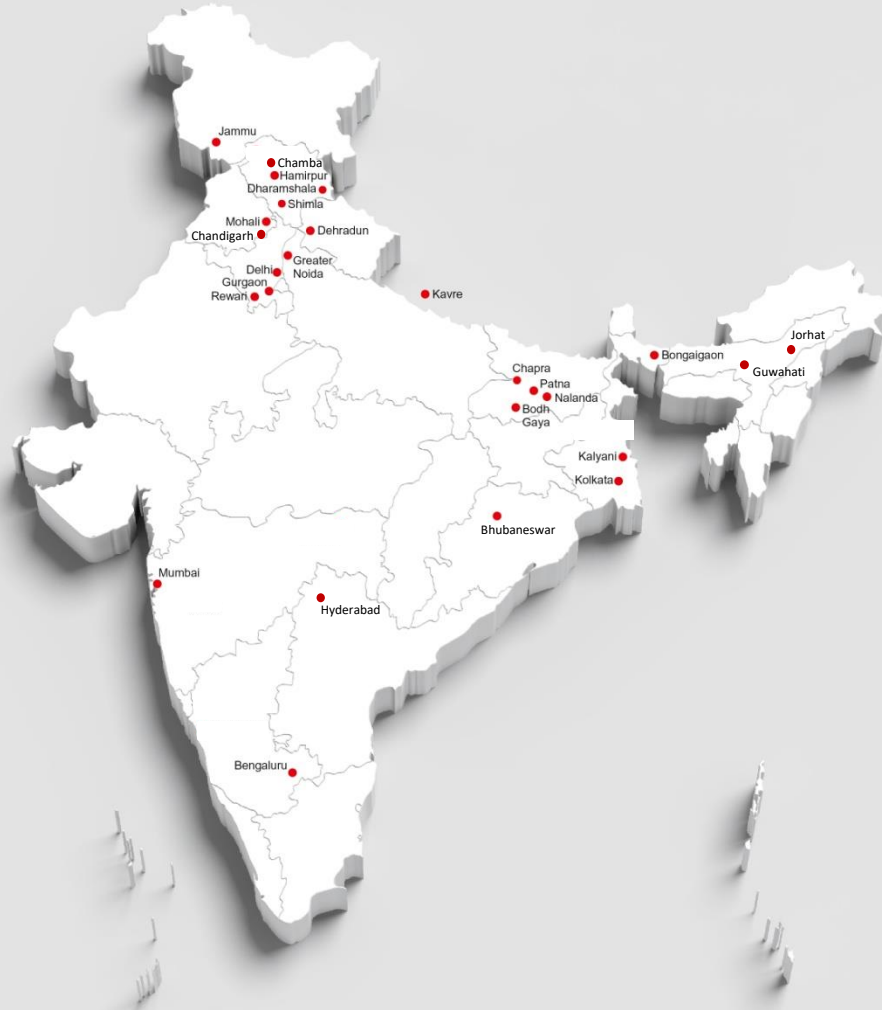 Jammu
Chamba
Hamirpur
Dharamshala
Shimla
Mohali
Dehradun
Chandigarh
Greater
Noida
Delhi
Gurgaon
Rewari
Kavre
Jorhat
Bongaigaon
Guwahati
Chapra
Patna
Nalanda
Bodh
Gaya
Kalyani
Kolkata
Bhubaneswar
Mumbai
Hyderabad
Bengaluru